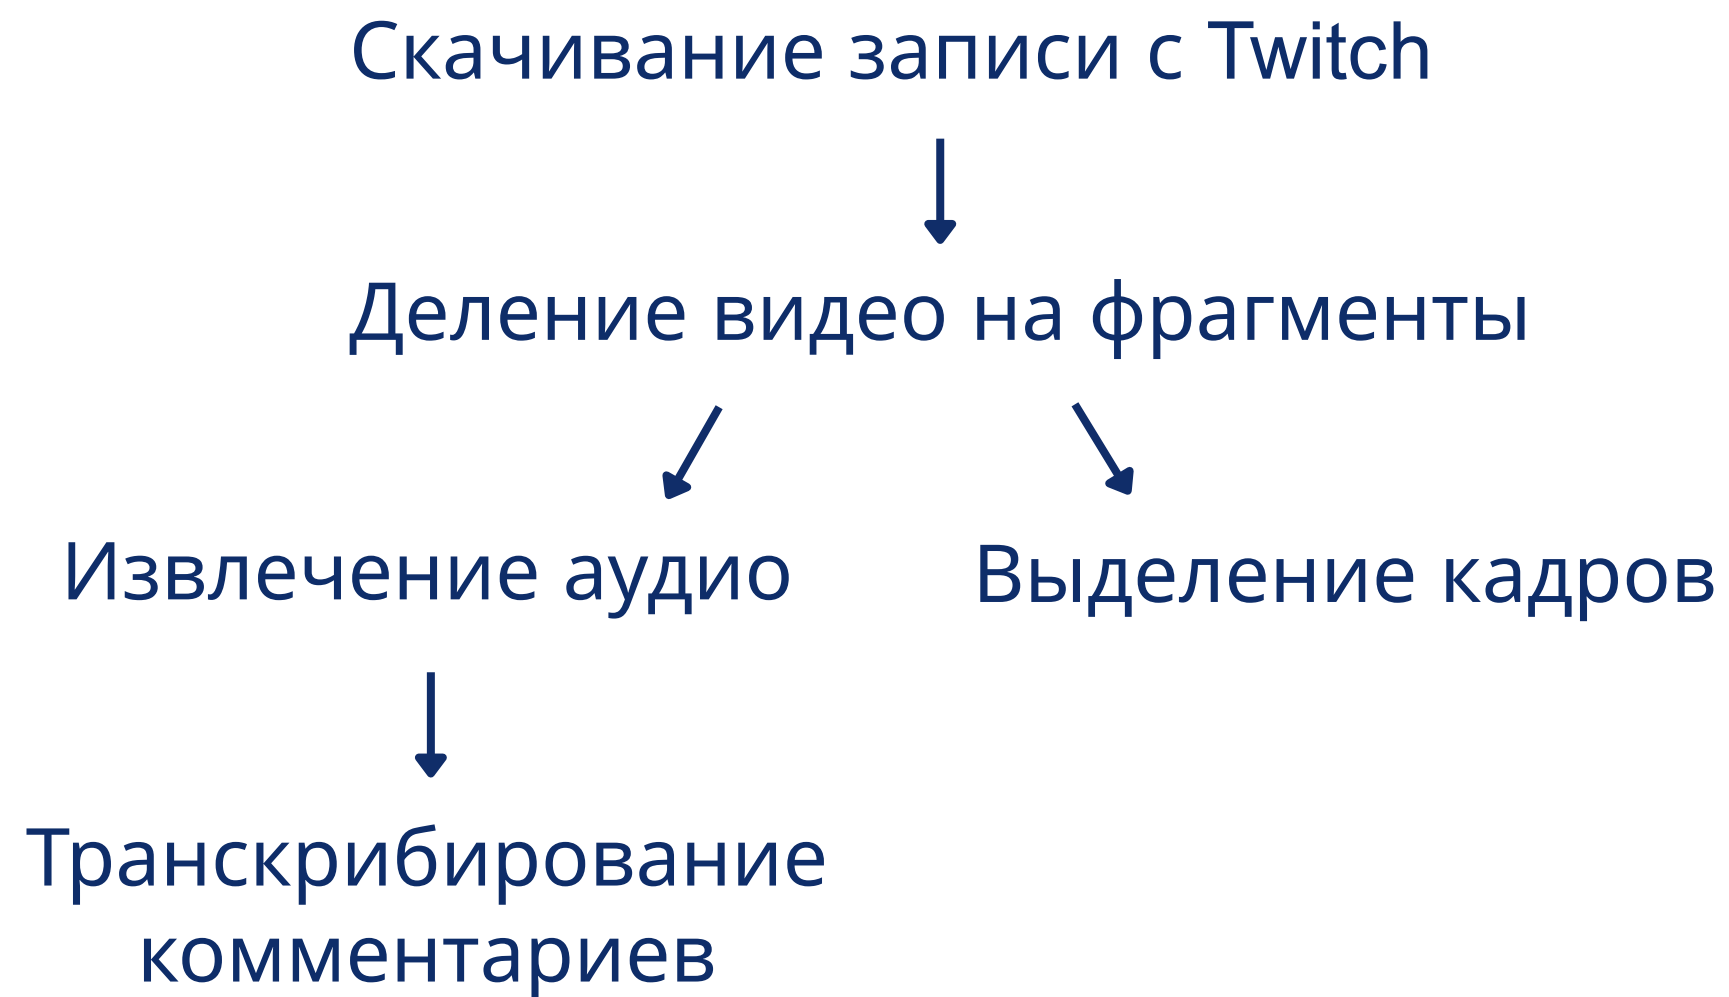 Скачивание записи с Twitch
Деление видео на фрагменты
Извлечение аудио
Выделение кадров
Транскрибирование
комментариев